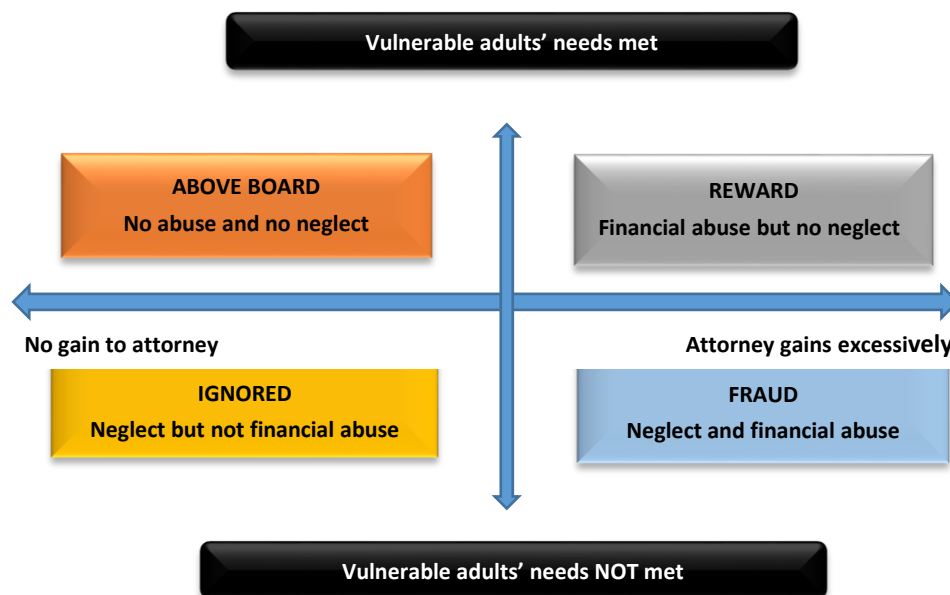 Vulnerable adults’ needs met
ABOVE BOARD
No abuse and no neglect
REWARD
Financial abuse but no neglect
No gain to attorney
Attorney gains excessively
IGNORED
Neglect but not financial abuse
FRAUD
Neglect and financial abuse
Vulnerable adults’ needs NOT met